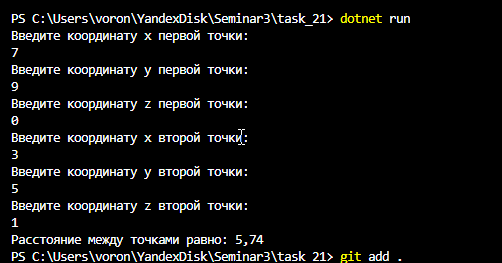 PS C:\Users\voron\YandexDisk\Seminar3\task_21> dotnet run
Введите координату x первой точки:
7
Введите координату y первой точки:
9
Введите координату z первой точки:
0
Введите координату x второй точки:
3
Введите координату y второй точки:
5
Введите координату z второй точки:
1
Расстояние между точками равно: 5,74
PS C:\Users\voron\YandexDisk\Seminar3\task_21> git add .